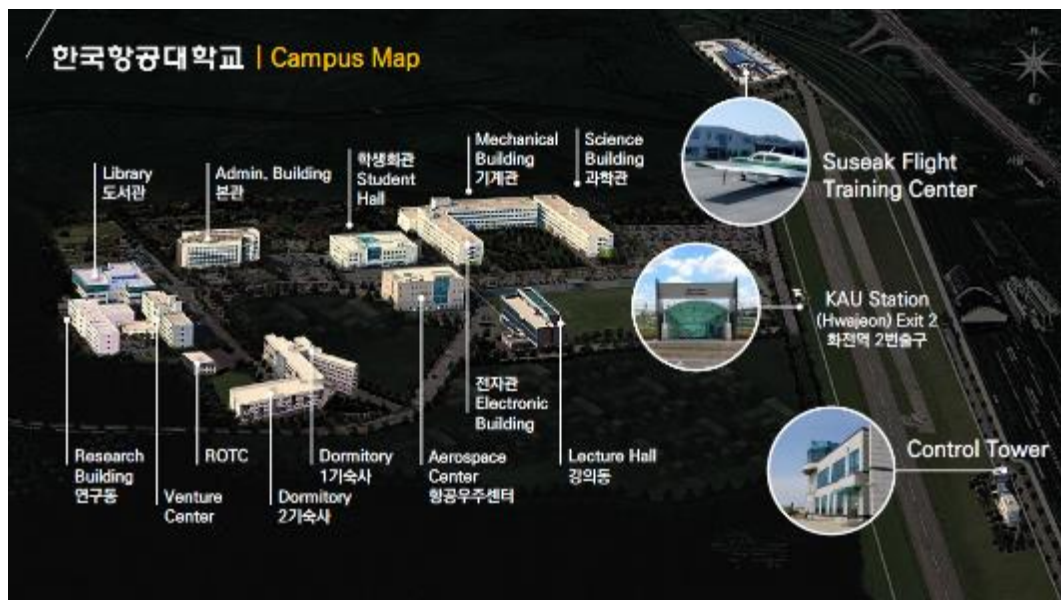 한국항공대학교 | Campus Map
Library
도서관
Admin. Building
본관
학생회관
Student
Hall
Mechanical
Building
기계관
Science
Building
과학관
Suseak Flight
Training Center
KAU Station
(Hwajeon) Exit 2
화전역 2번출구
전자관
Electronic
Building
Research
Building
연구동
Venture
Center
ROTC
Dormitory
1기숙사
Dormitory
2기숙사
Aerospace
Center
항공우주센터
Lecture Hall
강의동
Control Tower